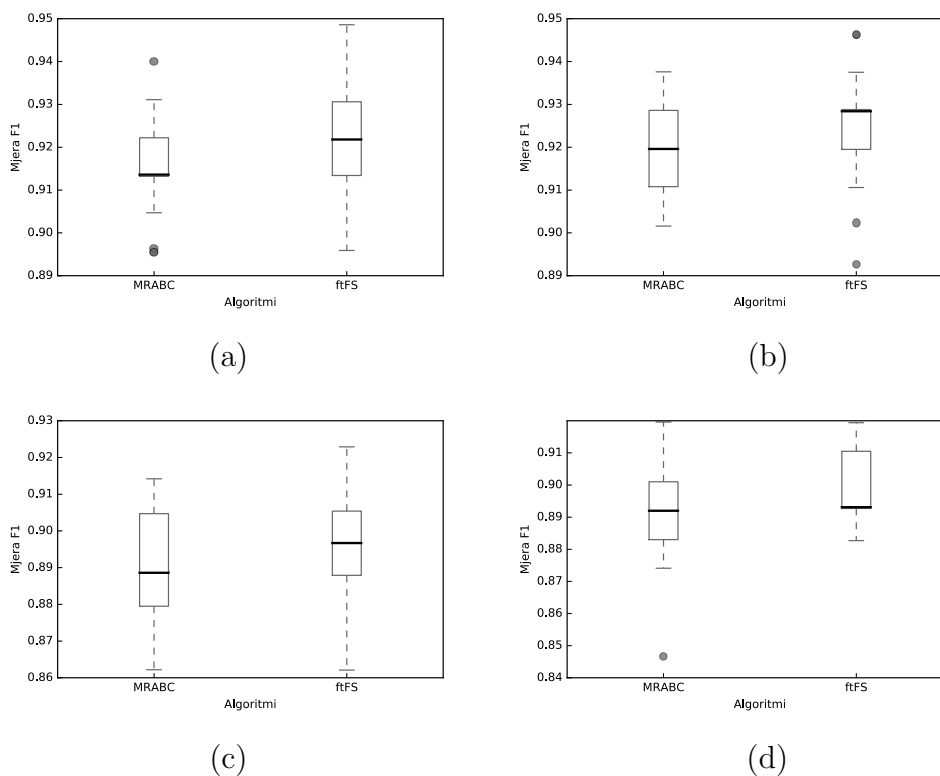 0.95
0.94
0.93
0.92
0.91
0.90
0.89
Mjera F1
MRABC
ftFS
Algoritmi
(a)
0.95
0.94
0.93
0.92
0.91
0.90
0.89
Mjera F1
MRABC
ftFS
Algoritmi
(b)
0.93
0.92
0.91
0.90
0.89
0.88
0.87
0.86
Mjera F1
MRABC
ftFS
Algoritmi
(c)
0.91
0.90
0.89
0.88
0.87
0.86
0.85
0.84
Mjera F1
MRABC
ftFS
Algoritmi
(d)